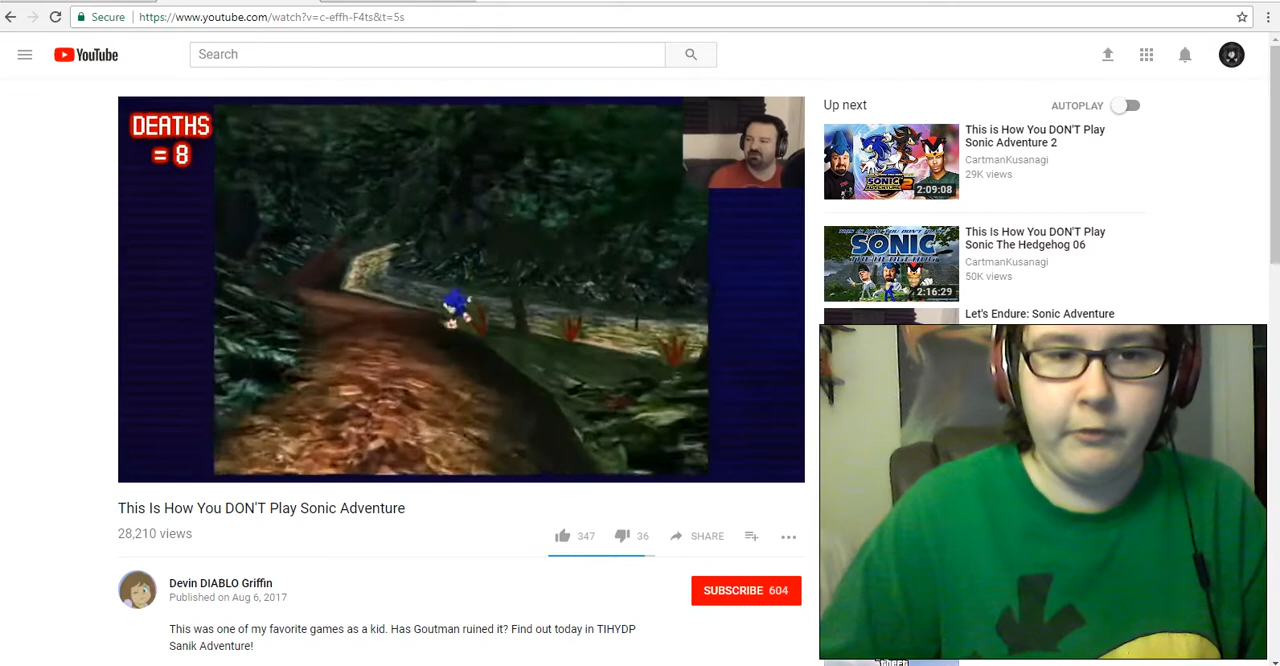 Secure https://www.youtube.com/watch?v=c-effh-F4ts&t=5s
YouTube
Search
DEATHS
= 8
Up next
AUTOPLAY
This is How You DON'T Play
Sonic Adventure 2
CartmanKusanagi
29K views
SONIC
ADVENTURE 2
2:09:08
This Is How You DON'T Play
Sonic The Hedgehog 06
CartmanKusanagi
50K views
SONIC
THE HEDGEHOG
2:16:29
Let's Endure: Sonic Adventure
This Is How You DON'T Play Sonic Adventure
28,210 views
347
36
SHARE
Devin DIABLO Griffin
Published on Aug 6, 2017
SUBSCRIBE 604
This was one of my favorite games as a kid. Has Goutman ruined it? Find out today in TIHYDP
Sanik Adventure!